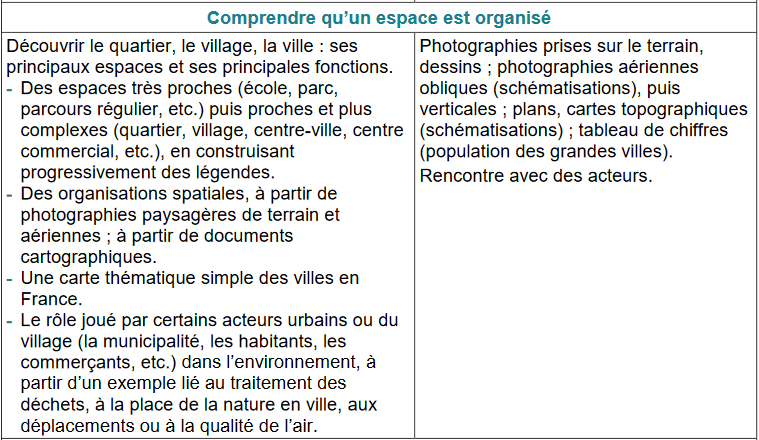 Comprendre qu’un espace est organisé
Découvrir le quartier, le village, la ville : ses
principaux espaces et ses principales fonctions.
- Des espaces très proches (école, parc,
parcours régulier, etc.) puis proches et plus
complexes (quartier, village, centre-ville, centre
commercial, etc.), en construisant
progressivement des légendes.
- Des organisations spatiales, à partir de
photographies paysagères de terrain et
aériennes ; à partir de documents
cartographiques.
- Une carte thématique simple des villes en
France.
- Le rôle joué par certains acteurs urbains ou du
village (la municipalité, les habitants, les
commerçants, etc.) dans l’environnement, à
partir d’un exemple lié au traitement des
déchets, à la place de la nature en ville, aux
déplacements ou à la qualité de l’air.
Photographies prises sur le terrain,
dessins ; photographies aériennes
obliques (schématisations), puis
verticales ; plans, cartes topographiques
(schématisations) ; tableau de chiffres
(population des grandes villes).
Rencontre avec des acteurs.